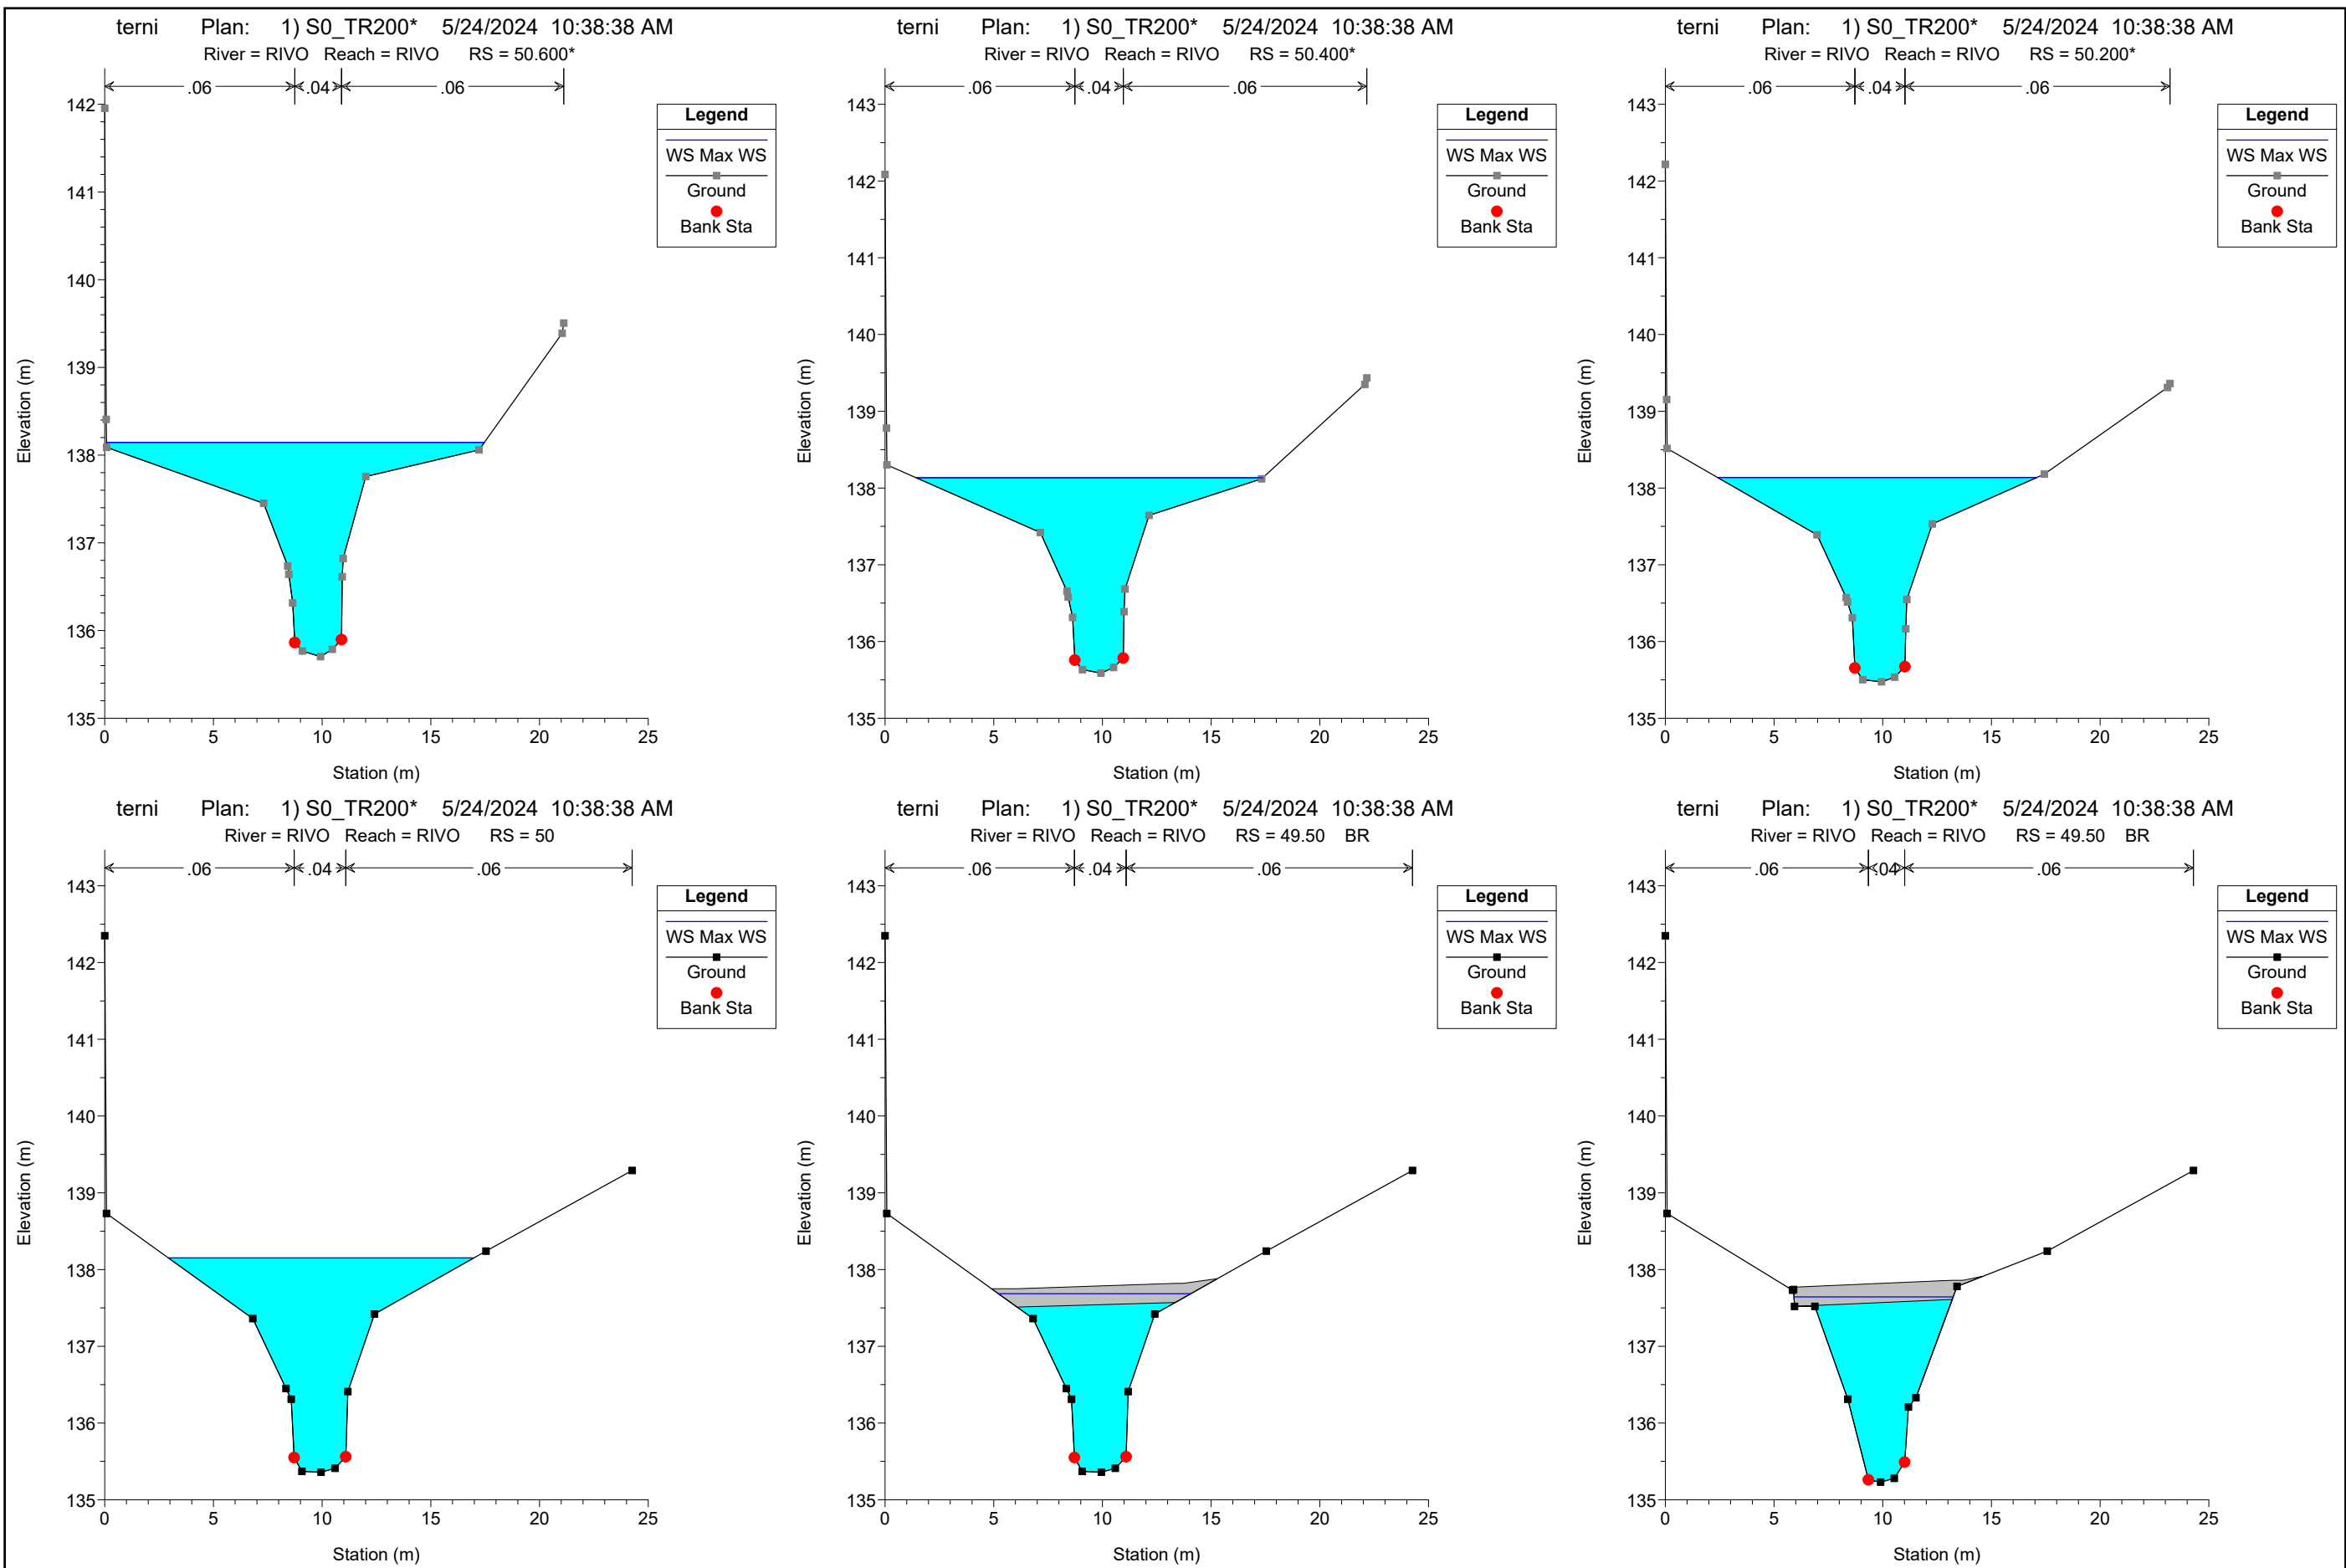 terni Plan: 1) S0_TR200* 5/24/2024 10:38:38 AM
River = RIVO Reach = RIVO RS = 50.600*
.06 .04 .06
Legend
WS Max WS
Ground
Bank Sta
142
141
140
139
138
137
136
135
Elevation (m)
0 5 10 15 20 25
Station (m)
terni Plan: 1) S0_TR200* 5/24/2024 10:38:38 AM
River = RIVO Reach = RIVO RS = 50.400*
.06 .04 .06
Legend
WS Max WS
Ground
Bank Sta
143
142
141
140
139
138
137
136
135
Elevation (m)
0 5 10 15 20 25
Station (m)
terni Plan: 1) S0_TR200* 5/24/2024 10:38:38 AM
River = RIVO Reach = RIVO RS = 50.200*
.06 .04 .06
Legend
WS Max WS
Ground
Bank Sta
143
142
141
140
139
138
137
136
135
Elevation (m)
0 5 10 15 20 25
Station (m)
terni Plan: 1) S0_TR200* 5/24/2024 10:38:38 AM
River = RIVO Reach = RIVO RS = 50
.06 .04 .06
Legend
WS Max WS
Ground
Bank Sta
143
142
141
140
139
138
137
136
135
Elevation (m)
0 5 10 15 20 25
Station (m)
terni Plan: 1) S0_TR200* 5/24/2024 10:38:38 AM
River = RIVO Reach = RIVO RS = 49.50 BR
.06 .04 .06
Legend
WS Max WS
Ground
Bank Sta
143
142
141
140
139
138
137
136
135
Elevation (m)
0 5 10 15 20 25
Station (m)
terni Plan: 1) S0_TR200* 5/24/2024 10:38:38 AM
River = RIVO Reach = RIVO RS = 49.50 BR
.06 .04 .06
Legend
WS Max WS
Ground
Bank Sta
143
142
141
140
139
138
137
136
135
Elevation (m)
0 5 10 15 20 25
Station (m)